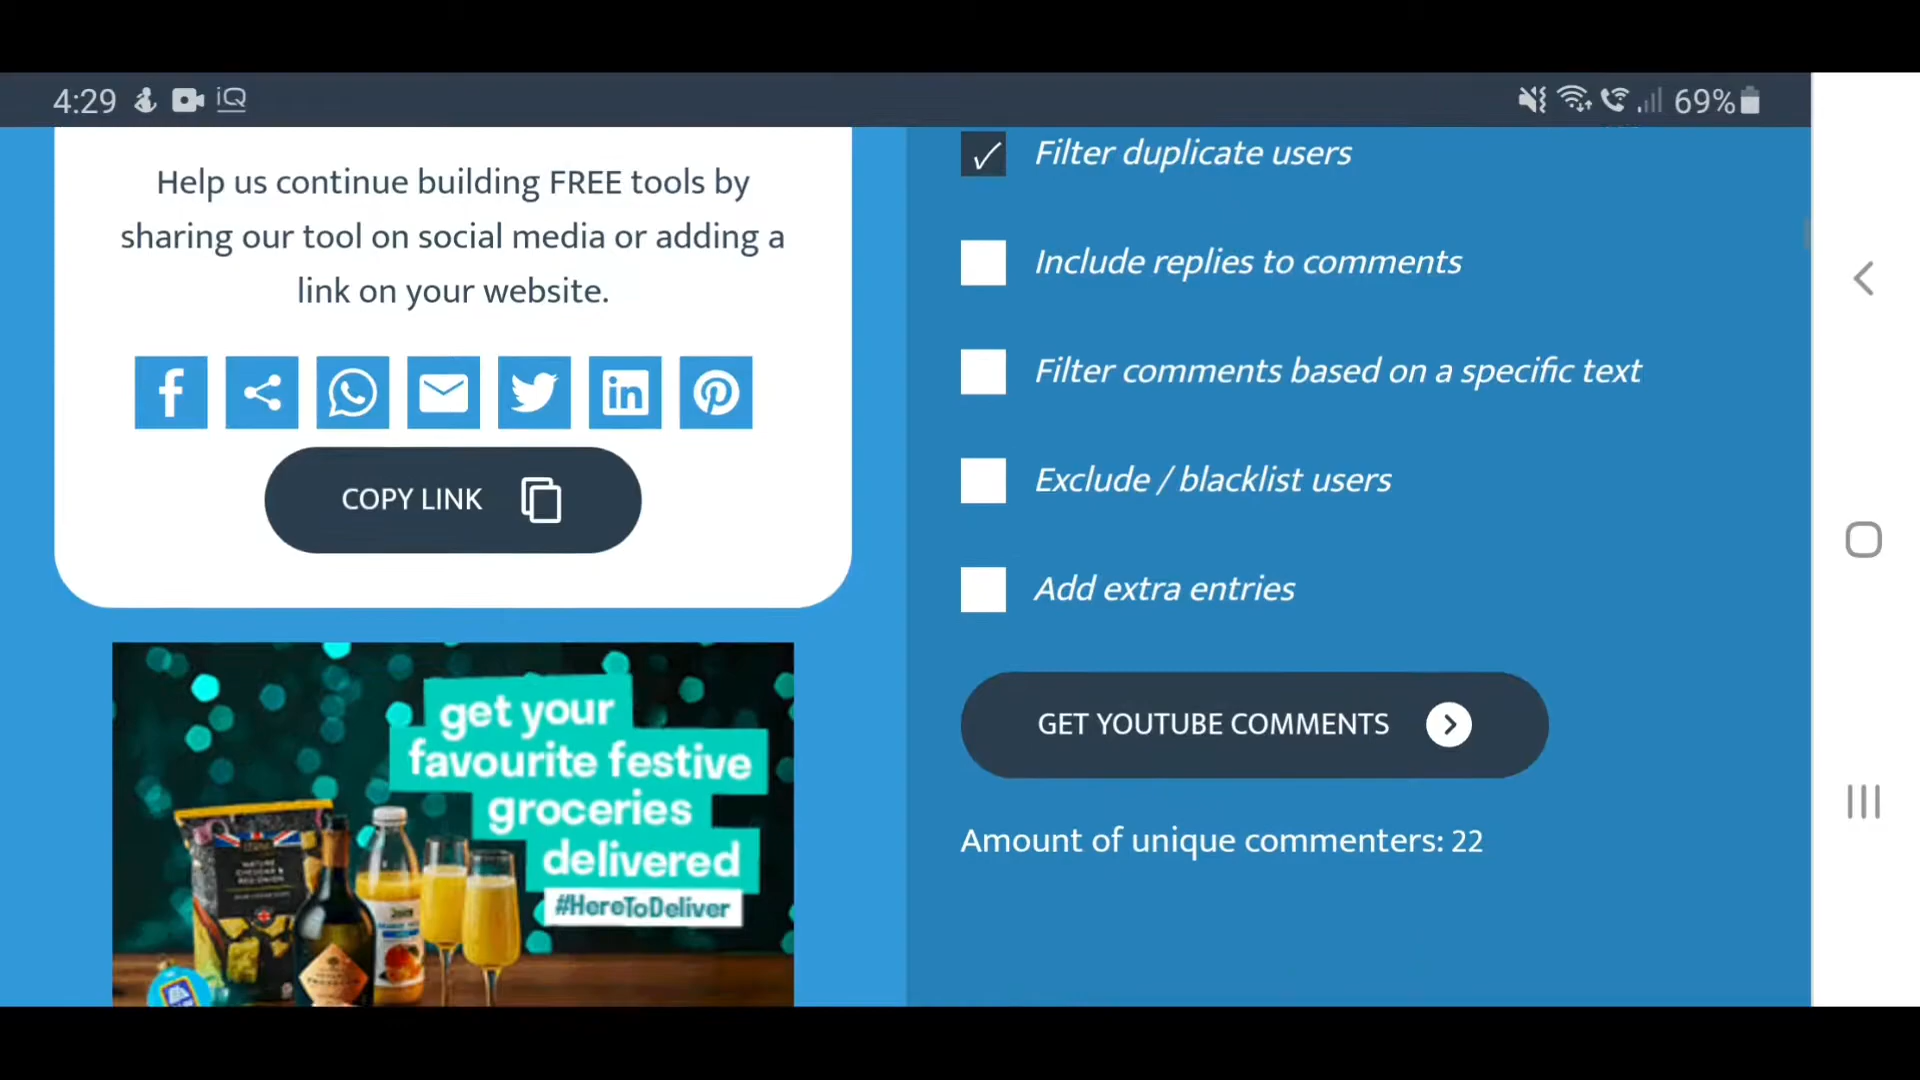 4:29 iQ 69%
Help us continue building FREE tools by
sharing our tool on social media or adding a
link on your website.
COPY LINK
get your
favourite festive
groceries
delivered
#HereToDeliver
Filter duplicate users
Include replies to comments
Filter comments based on a specific text
Exclude / blacklist users
Add extra entries
GET YOUTUBE COMMENTS
Amount of unique commenters: 22